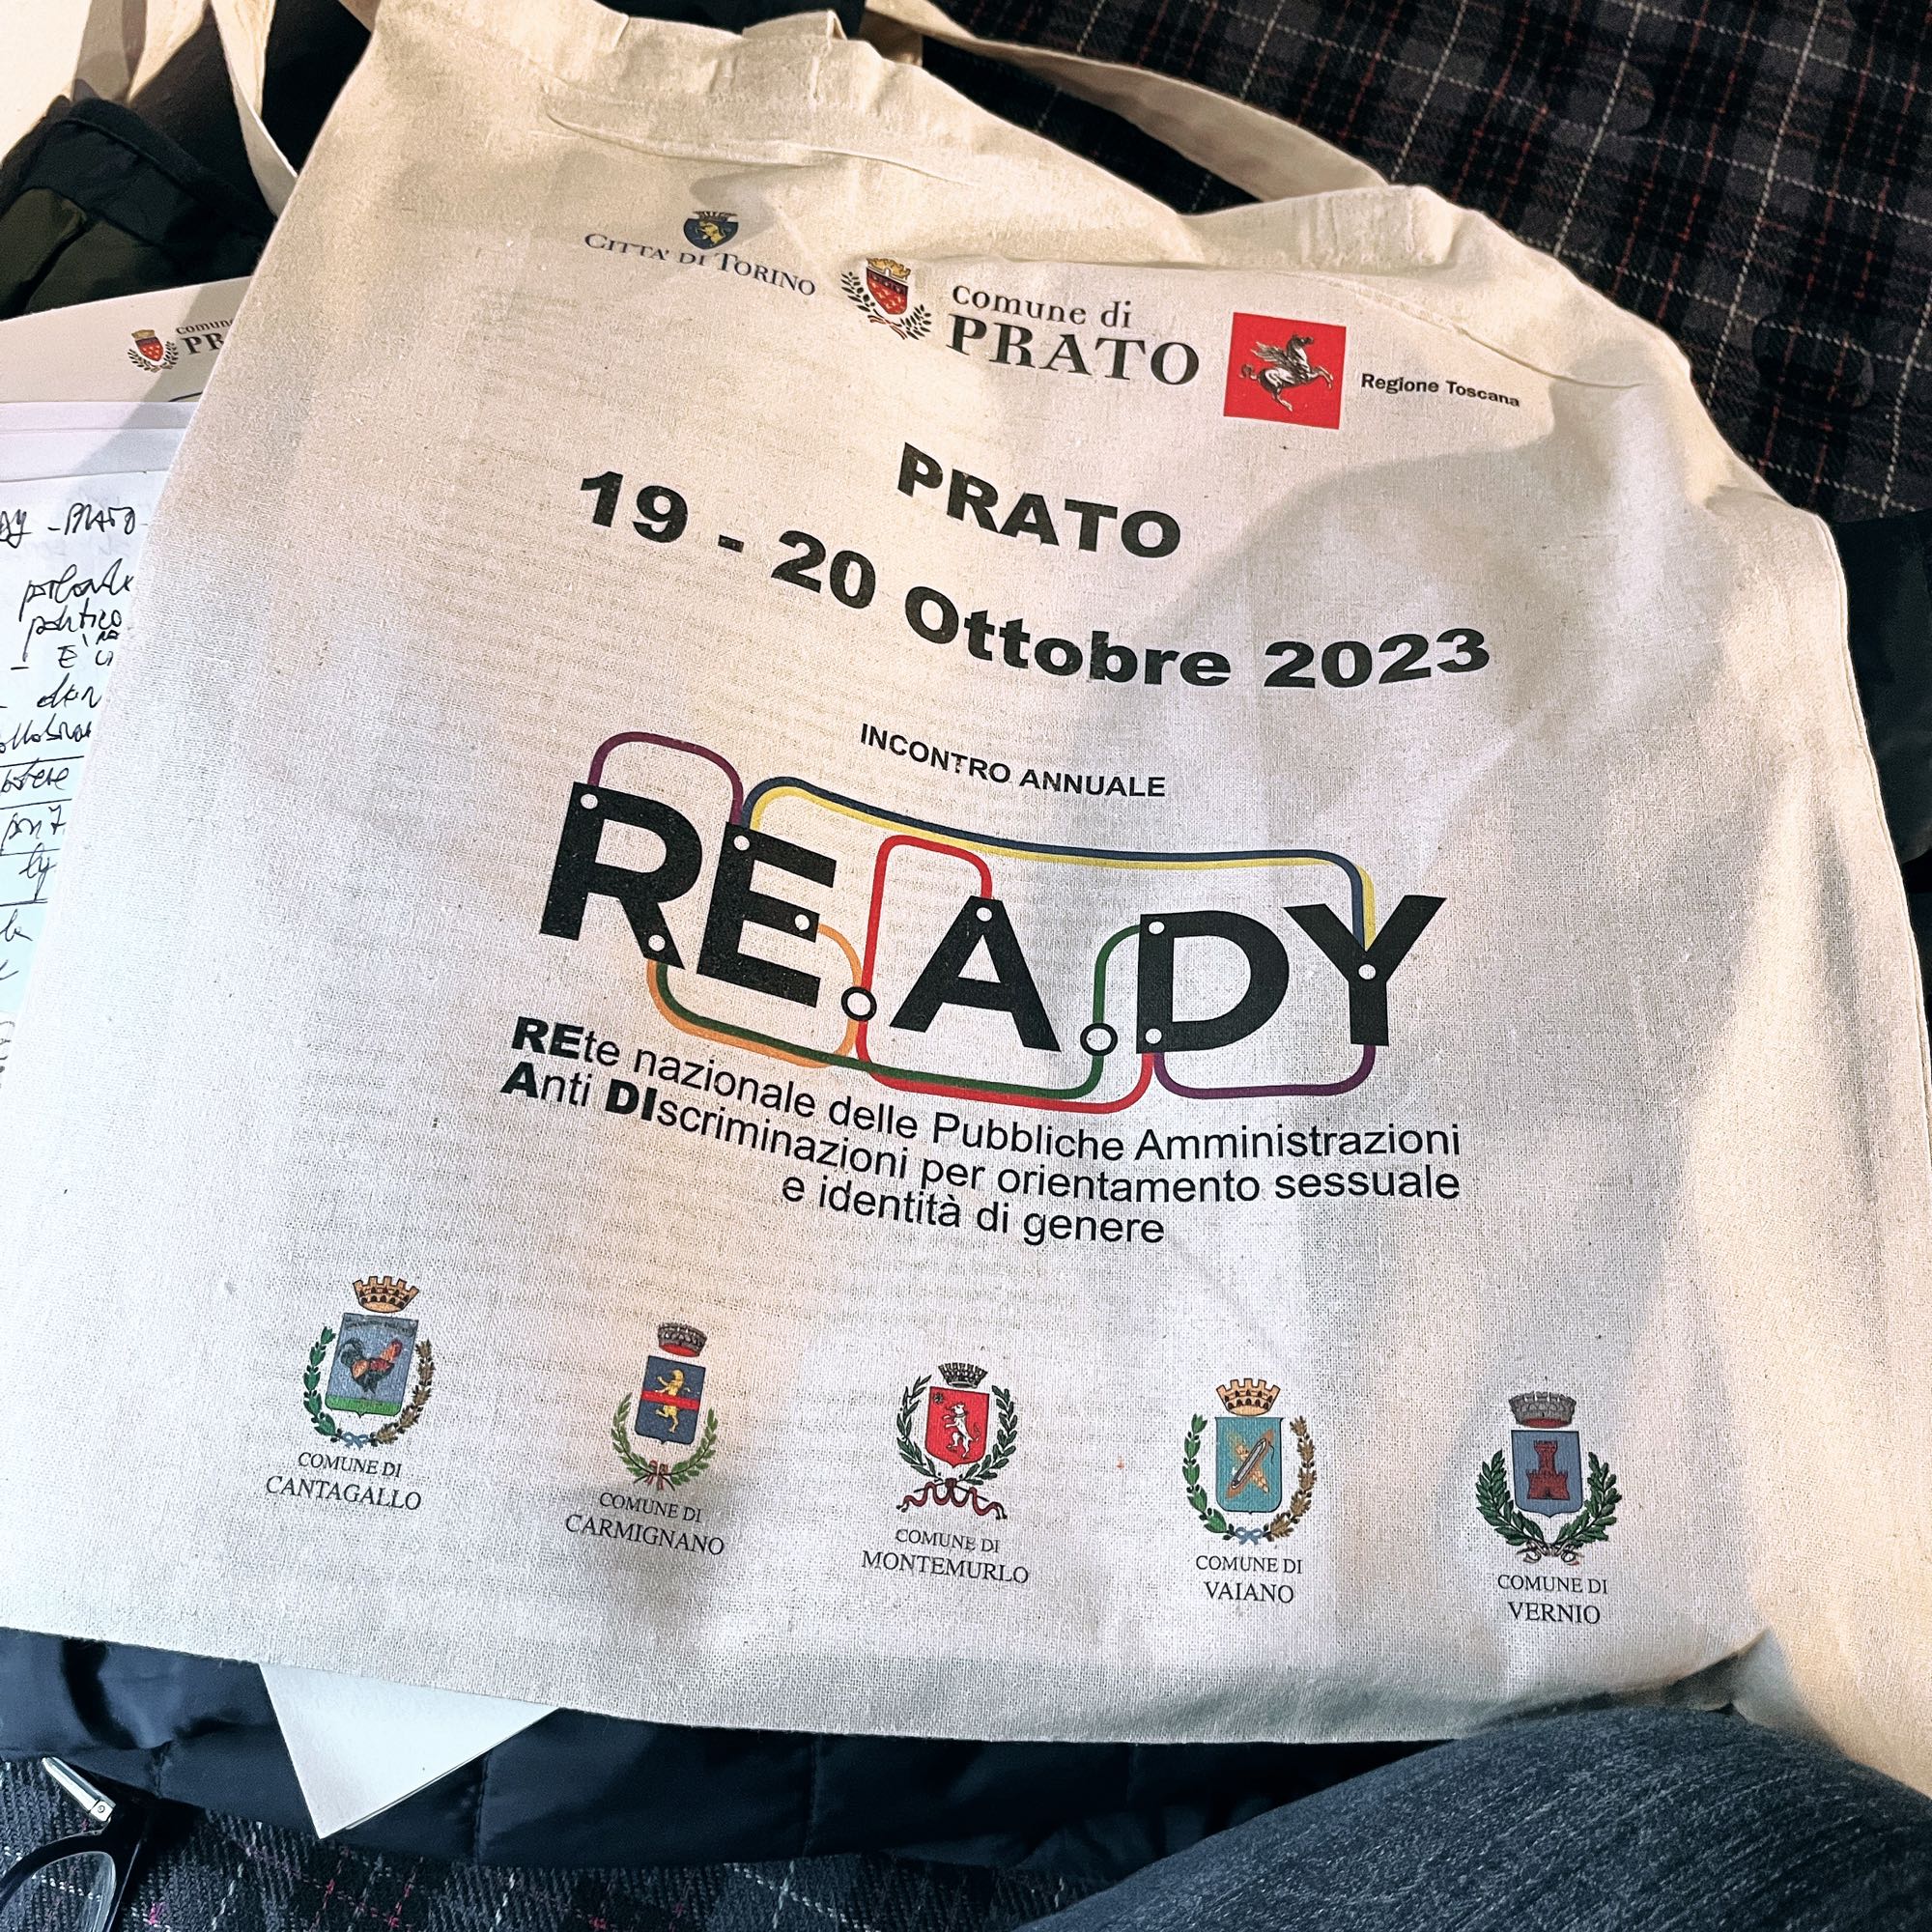 CITTA' DI TORINO
comune di
PRATO
Regione Toscana
PRATO
19 - 20 Ottobre 2023
INCONTRO ANNUALE
RE.A.DY
REte nazionale delle Pubbliche Amministrazioni
Anti DIscriminazioni per orientamento sessuale
e identità di genere
COMUNE DI
CANTAGALLO
COMUNE DI
CARMIGNANO
COMUNE DI
MONTEMURLO
COMUNE DI
VAIANO
COMUNE DI
VERNIO
PRATO